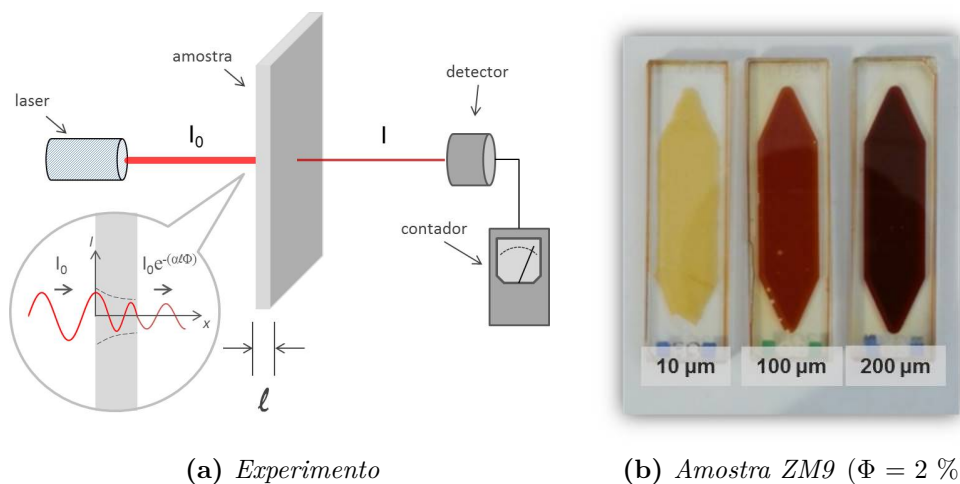 amostra
detector
laser
I₀
I
contador
I
I₀
I₀e^-(αℓΦ)
x
ℓ
10 µm
100 µm
200 µm
(a) Experimento
(b) Amostra ZM9 (Φ = 2 %